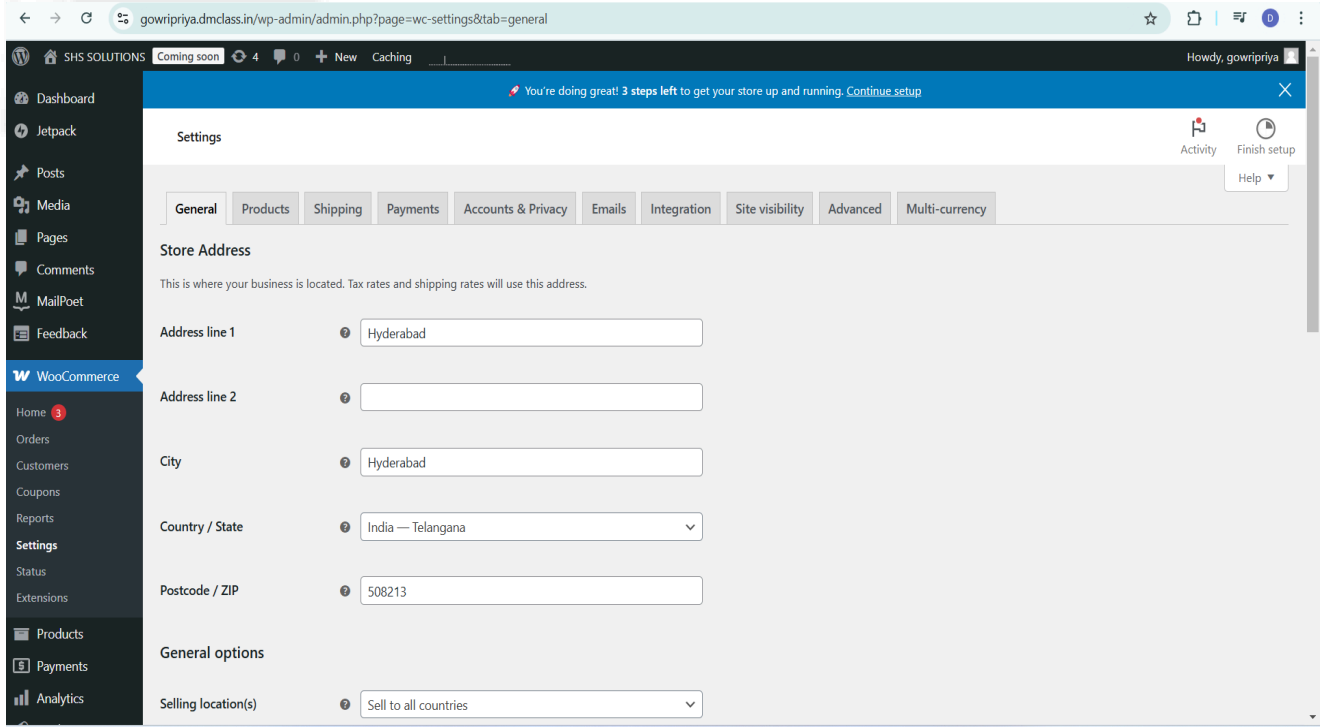 gowripriya.dmclass.in/wp-admin/admin.php?page=wc-settings&tab=general
D
SHS SOLUTIONS Coming soon 4 0 New Caching Howdy, gowripriya
🚀 You're doing great! 3 steps left to get your store up and running. Continue setup
Dashboard
Jetpack
Posts
Media
Pages
Comments
MailPoet
Feedback
WooCommerce
Home 3
Orders
Customers
Coupons
Reports
Settings
Status
Extensions
Products
Payments
Analytics
Settings
Activity Finish setup
Help ▼
General Products Shipping Payments Accounts & Privacy Emails Integration Site visibility Advanced Multi-currency
Store Address
This is where your business is located. Tax rates and shipping rates will use this address.
Address line 1 Hyderabad
Address line 2
City Hyderabad
Country / State India — Telangana
Postcode / ZIP 508213
General options
Selling location(s) Sell to all countries